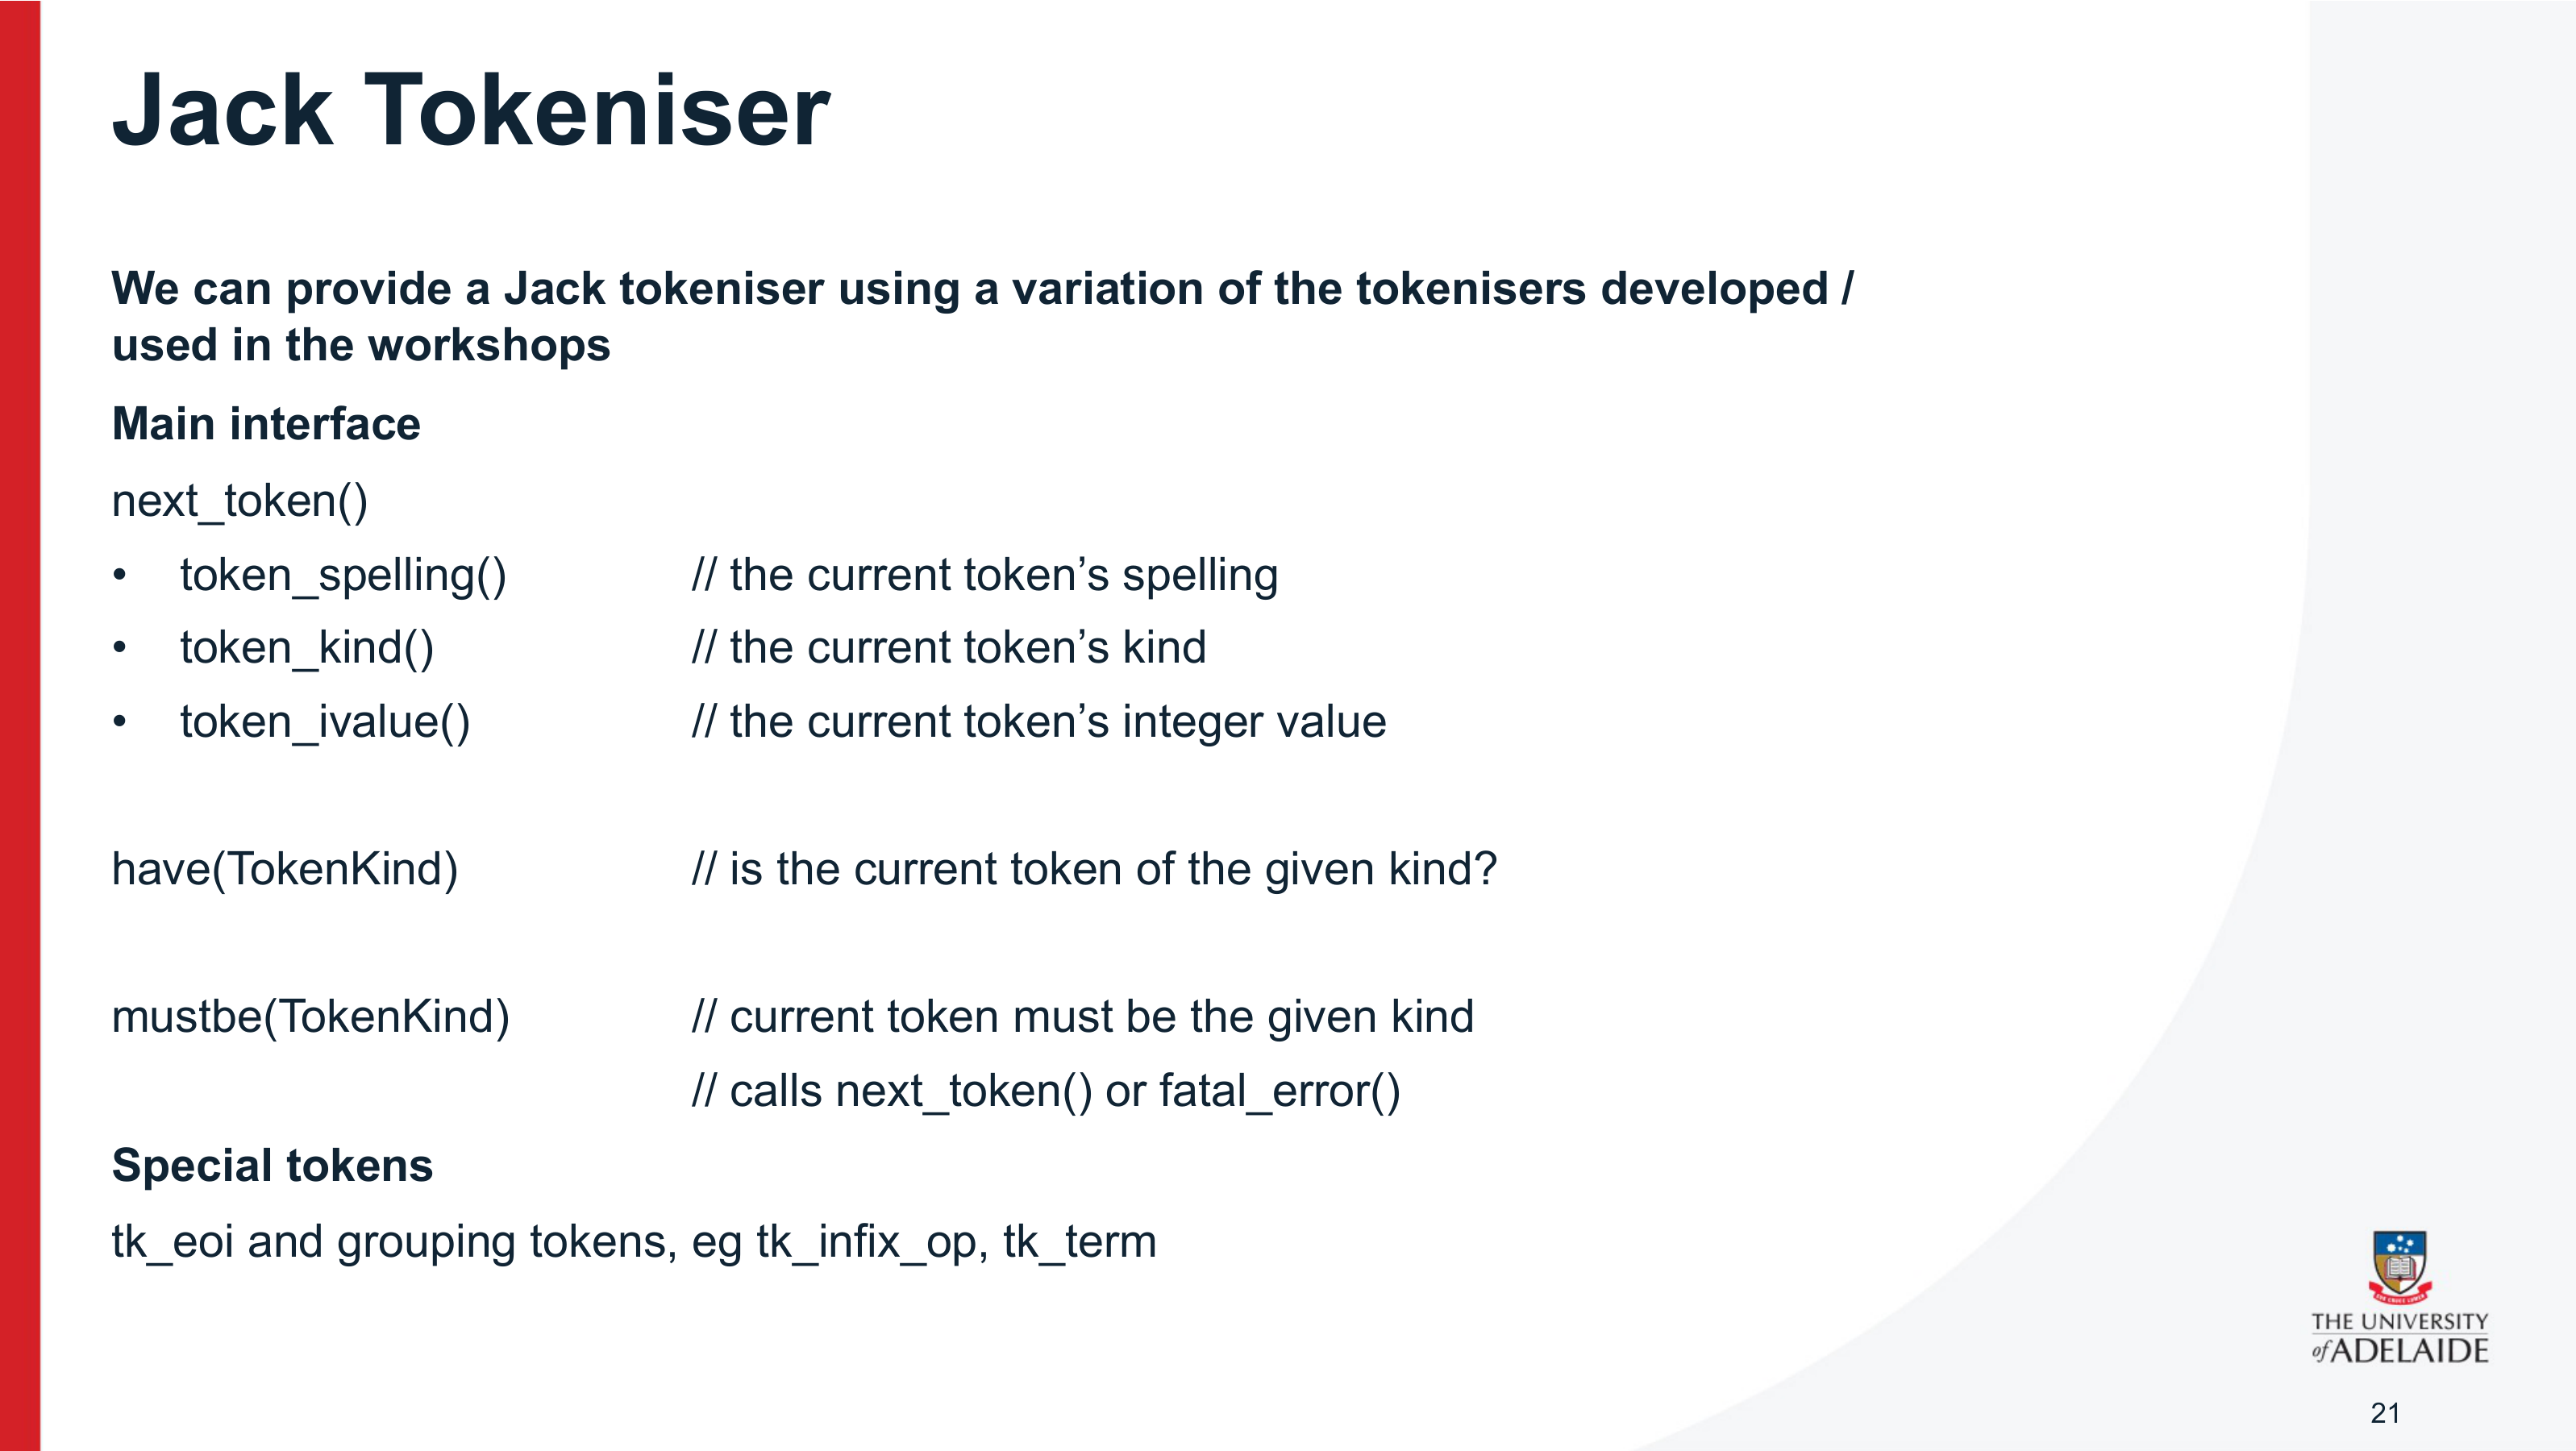 Jack Tokeniser
We can provide a Jack tokeniser using a variation of the tokenisers developed /
used in the workshops
Main interface
next_token()
• token_spelling() // the current token’s spelling
• token_kind() // the current token’s kind
• token_ivalue() // the current token’s integer value
have(TokenKind) // is the current token of the given kind?
mustbe(TokenKind) // current token must be the given kind
// calls next_token() or fatal_error()
Special tokens
tk_eoi and grouping tokens, eg tk_infix_op, tk_term
THE UNIVERSITY
of ADELAIDE
21